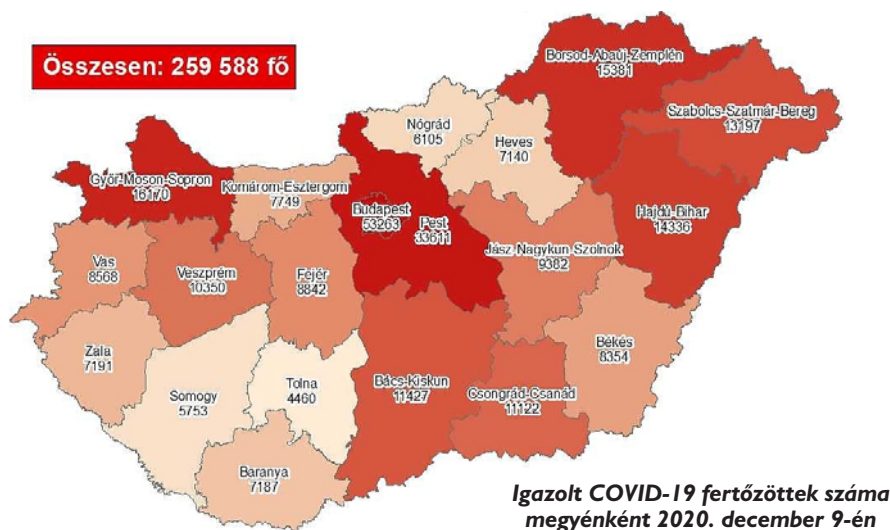 Összesen: 259 588 fő
Borsod-Abaúj-Zemplén
15381
Szabolcs-Szatmár-Bereg
13197
Nógrád
6105
Heves
7140
Győr-Moson-Sopron
16170
Komárom-Esztergom
7749
Budapest
53263
Pest
33611
Hajdú-Bihar
14336
Jász-Nagykun-Szolnok
9382
Vas
8568
Veszprém
10350
Fejér
8842
Békés
8354
Zala
7191
Somogy
5753
Tolna
4460
Bács-Kiskun
11427
Csongrád-Csanád
11122
Baranya
7187
Igazolt COVID-19 fertőzöttek száma
megyénként 2020. december 9-én